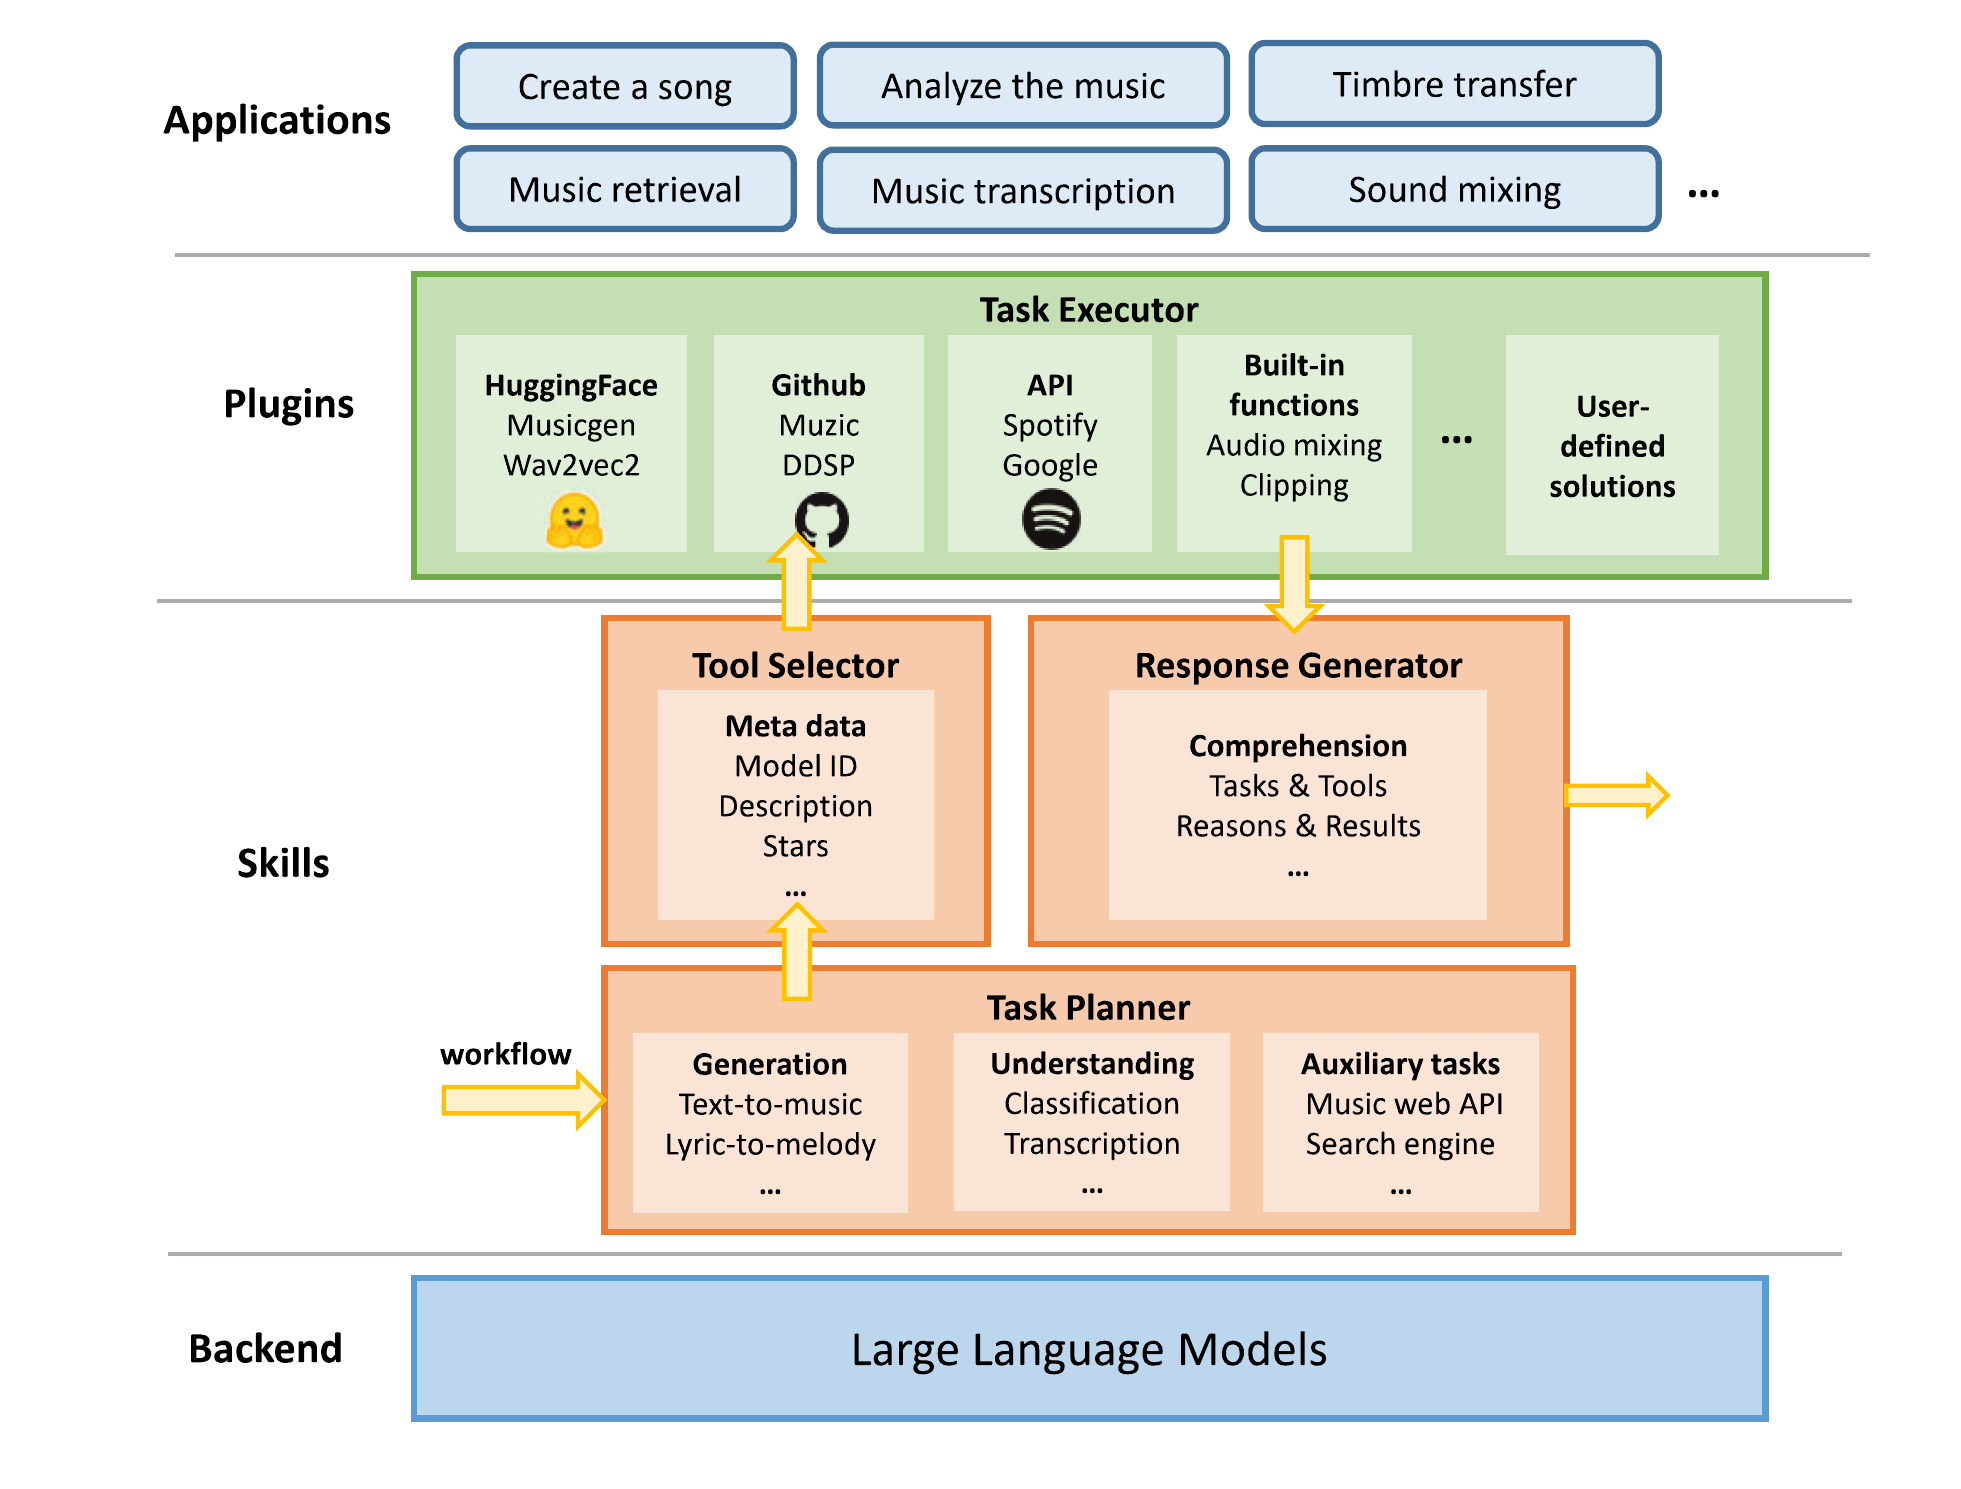 Applications
Create a song
Analyze the music
Timbre transfer
Music retrieval
Music transcription
Sound mixing
...
Plugins
Task Executor
HuggingFace
Musicgen
Wav2vec2
Github
Muzic
DDSP
API
Spotify
Google
Built-in
functions
Audio mixing
Clipping
...
User-
defined
solutions
Skills
Tool Selector
Meta data
Model ID
Description
Stars
...
Response Generator
Comprehension
Tasks & Tools
Reasons & Results
...
workflow
Task Planner
Generation
Text-to-music
Lyric-to-melody
...
Understanding
Classification
Transcription
...
Auxiliary tasks
Music web API
Search engine
...
Backend
Large Language Models